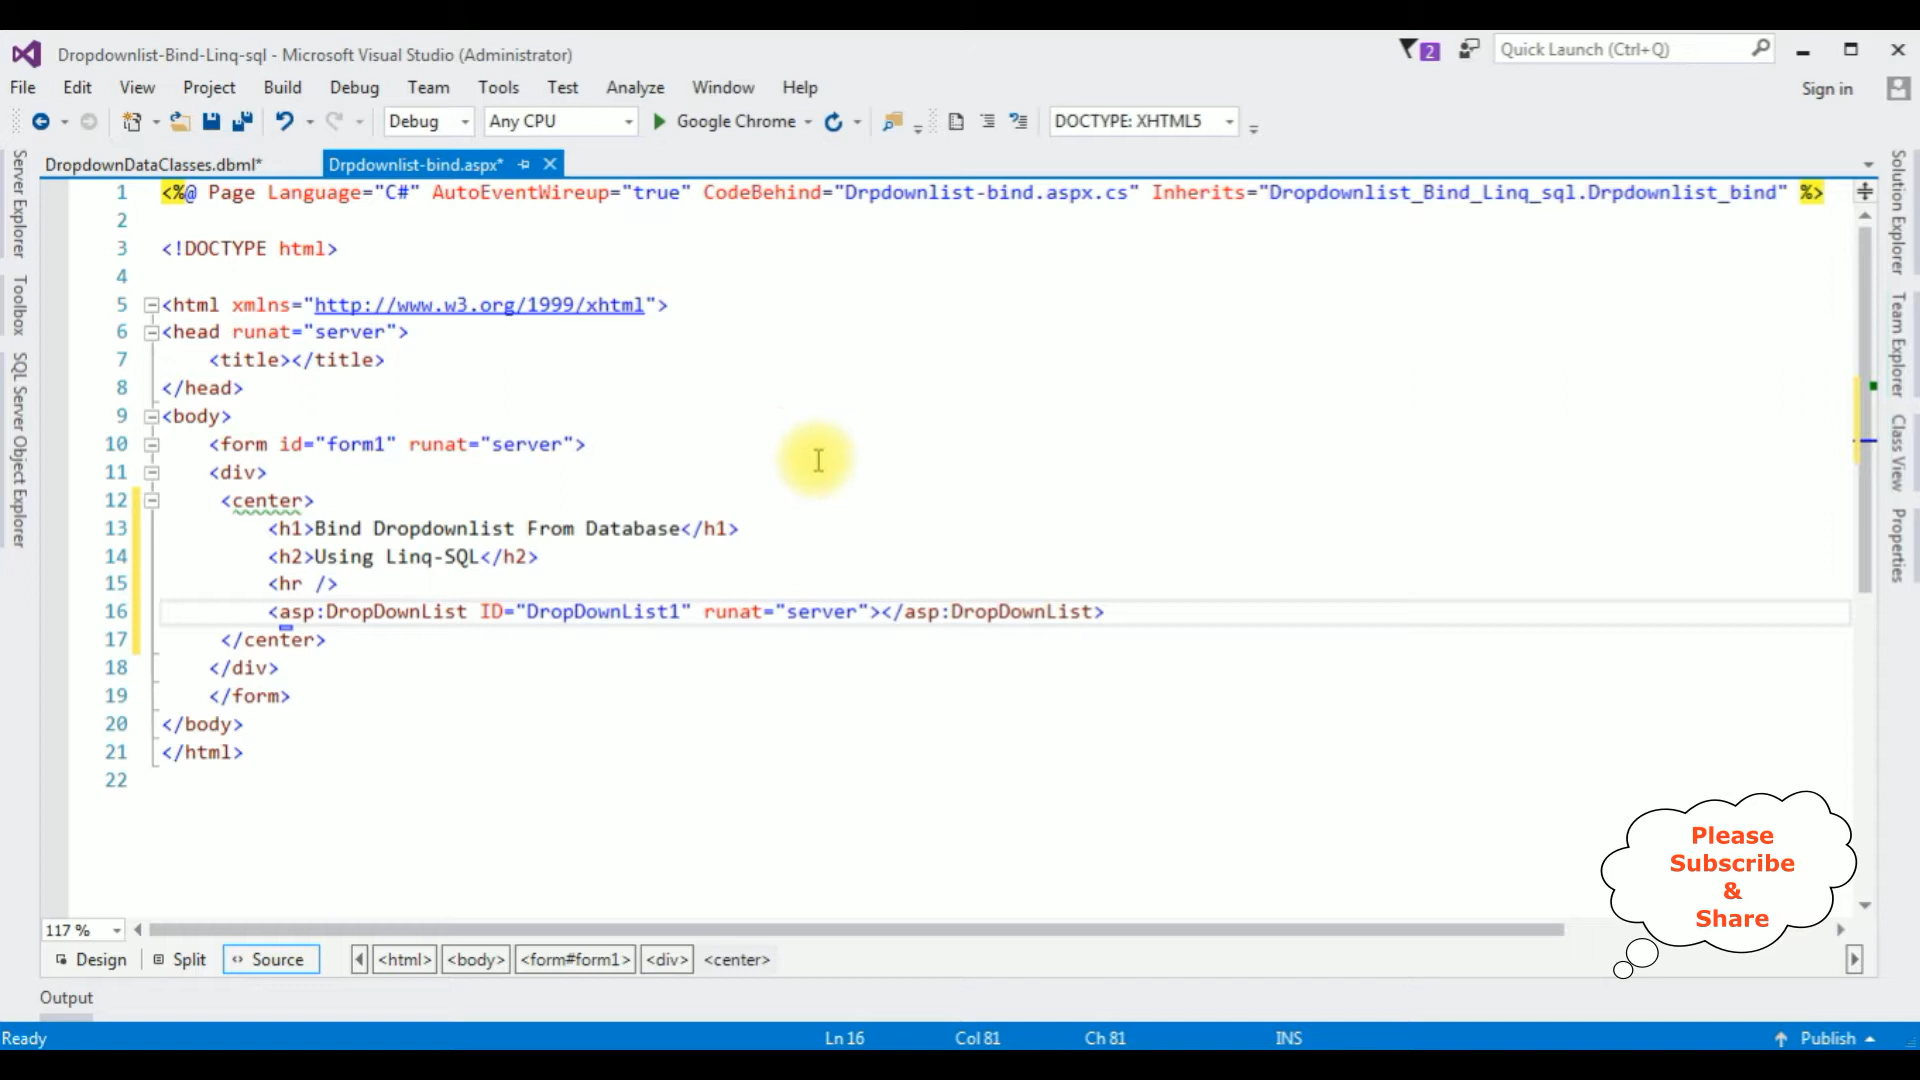 Dropdownlist-Bind-Linq-sql - Microsoft Visual Studio (Administrator)
2
Quick Launch (Ctrl+Q)
File Edit View Project Build Debug Team Tools Test Analyze Window Help
Sign in
Debug Any CPU Google Chrome DOCTYPE: XHTML5
DropdownDataClasses.dbml* Drpdownlist-bind.aspx*
Server Explorer
Toolbox
SQL Server Object Explorer
1 <%@ Page Language="C#" AutoEventWireup="true" CodeBehind="Drpdownlist-bind.aspx.cs" Inherits="Dropdownlist_Bind_Linq_sql.Drpdownlist_bind" %>
2
3 <!DOCTYPE html>
4
5 <html xmlns="http://www.w3.org/1999/xhtml">
6 <head runat="server">
7 <title></title>
8 </head>
9 <body>
10 <form id="form1" runat="server">
11 <div>
12 <center>
13 <h1>Bind Dropdownlist From Database</h1>
14 <h2>Using Linq-SQL</h2>
15 <hr />
16 <asp:DropDownList ID="DropDownList1" runat="server"></asp:DropDownList>
17 </center>
18 </div>
19 </form>
20 </body>
21 </html>
22
Solution Explorer
Team Explorer
Class View
Properties
Please
Subscribe
&
Share
117 %
Design Split Source <html> <body> <form#form1> <div> <center>
Output
Ready Ln 16 Col 81 Ch 81 INS Publish